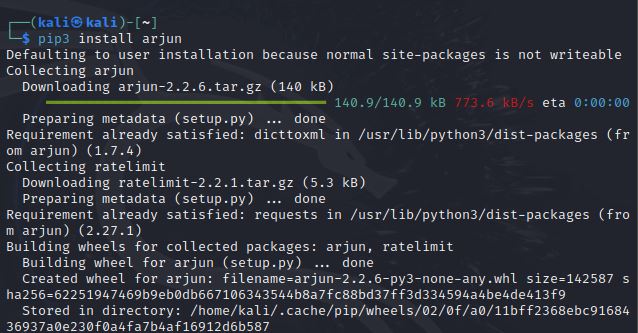 ┌──(kali㉿kali)-[~]
└─$ pip3 install arjun
Defaulting to user installation because normal site-packages is not writeable
Collecting arjun
  Downloading arjun-2.2.6.tar.gz (140 kB)
     ━━━━━━━━━━━━━━━━━━━━━━━━━━━━━━━━━━━━ 140.9/140.9 kB 773.6 kB/s eta 0:00:00
  Preparing metadata (setup.py) ... done
Requirement already satisfied: dicttoxml in /usr/lib/python3/dist-packages (fr
om arjun) (1.7.4)
Collecting ratelimit
  Downloading ratelimit-2.2.1.tar.gz (5.3 kB)
  Preparing metadata (setup.py) ... done
Requirement already satisfied: requests in /usr/lib/python3/dist-packages (fro
m arjun) (2.27.1)
Building wheels for collected packages: arjun, ratelimit
  Building wheel for arjun (setup.py) ... done
  Created wheel for arjun: filename=arjun-2.2.6-py3-none-any.whl size=142587 s
ha256=62251947469b9eb0db667106343544b8a7fc88bd37ff3d334594a4be4de413f9
  Stored in directory: /home/kali/.cache/pip/wheels/02/0f/a0/11bff2368ebc91684
36937a0e230f0a4fa7b4af16912d6b587